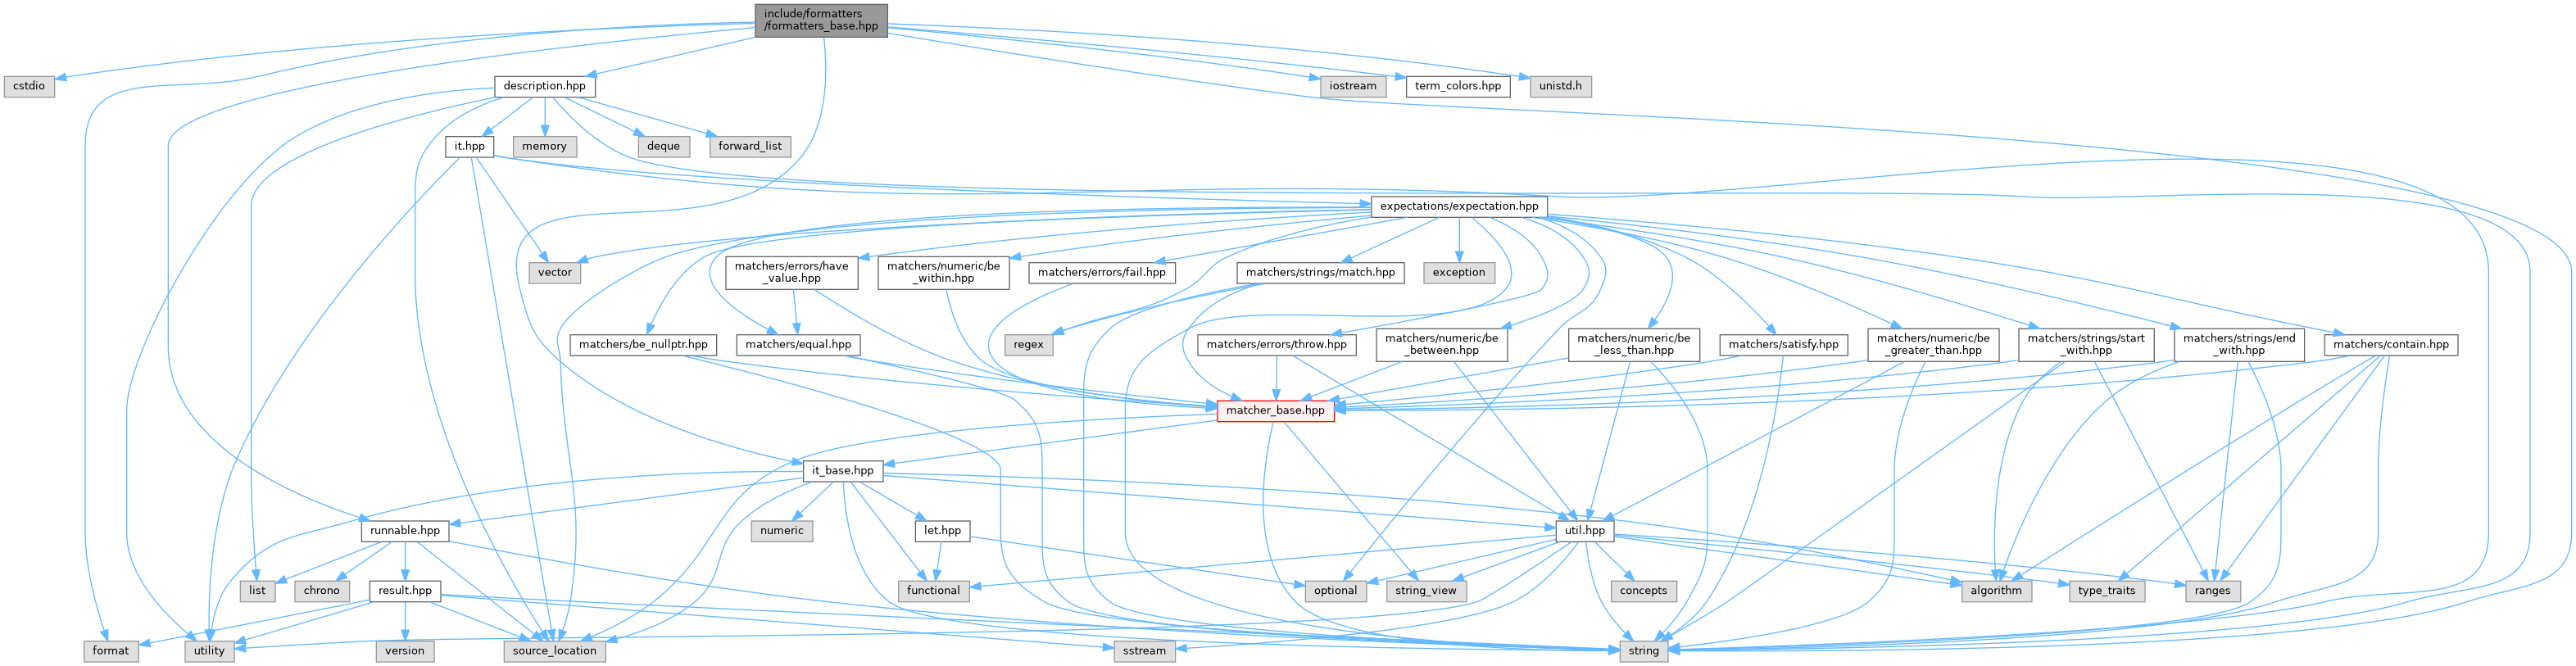 include/formatters
/formatters_base.hpp
cstdio
description.hpp
iostream
term_colors.hpp
unistd.h
it.hpp
memory
deque
forward_list
expectations/expectation.hpp
vector
matchers/errors/have
_value.hpp
matchers/numeric/be
_within.hpp
matchers/errors/fail.hpp
matchers/strings/match.hpp
exception
matchers/be_nullptr.hpp
matchers/equal.hpp
regex
matchers/errors/throw.hpp
matchers/numeric/be
_between.hpp
matchers/numeric/be
_less_than.hpp
matchers/satisfy.hpp
matchers/numeric/be
_greater_than.hpp
matchers/strings/start
_with.hpp
matchers/strings/end
_with.hpp
matchers/contain.hpp
matcher_base.hpp
it_base.hpp
runnable.hpp
numeric
let.hpp
util.hpp
list
chrono
result.hpp
functional
optional
string_view
concepts
algorithm
type_traits
ranges
format
utility
version
source_location
sstream
string